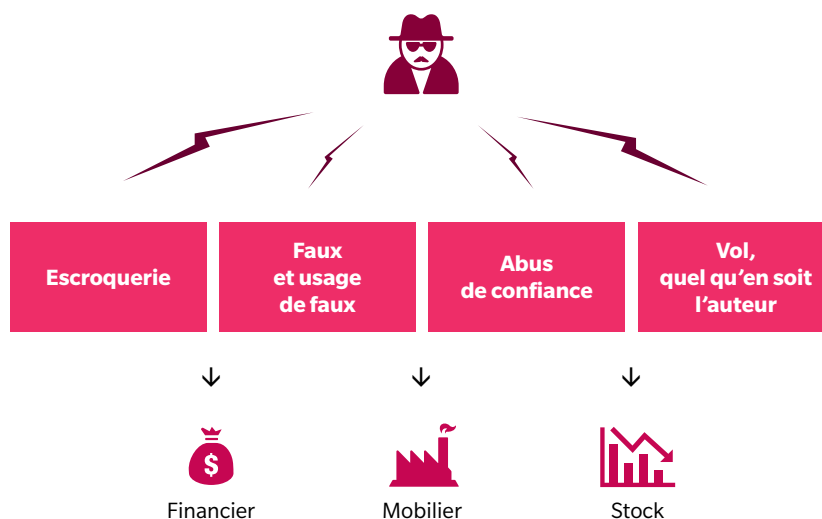 Escroquerie
Faux
et usage
de faux
Abus
de confiance
Vol,
quel qu’en soit
l’auteur
$
Financier
Mobilier
Stock